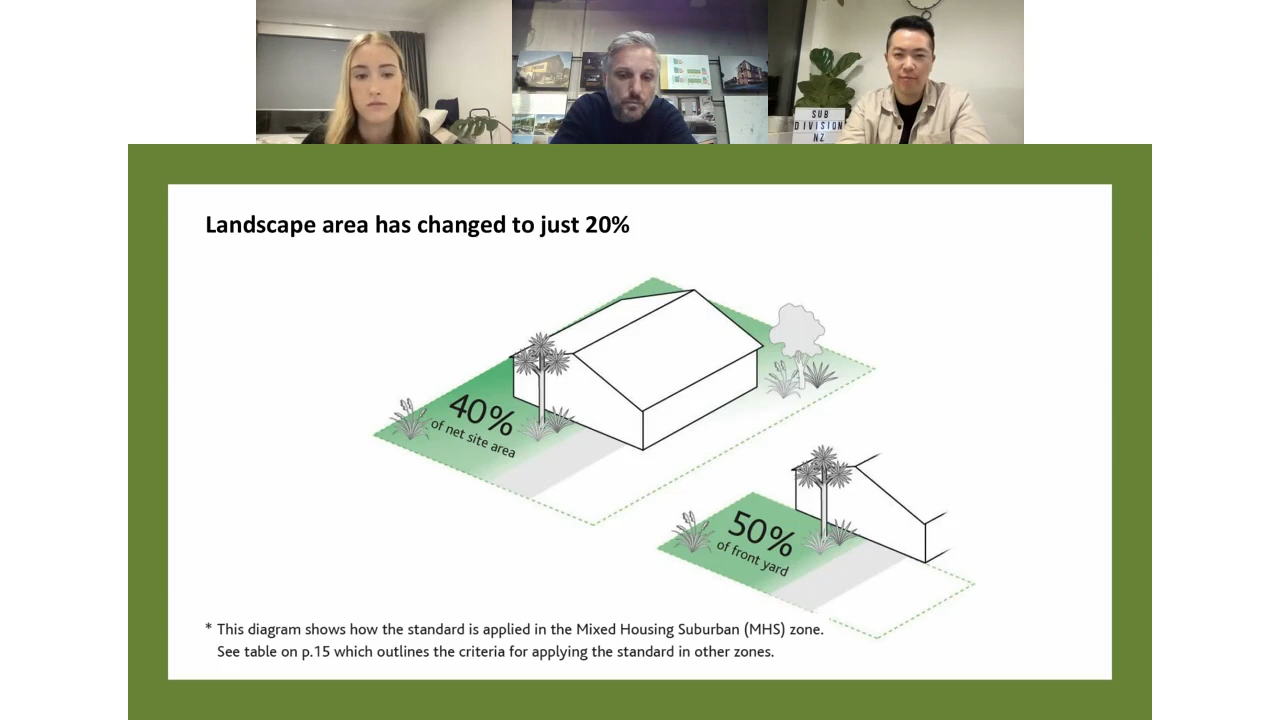 SUB
DIVISION
NZ
Landscape area has changed to just 20%
40%
of net site area
50%
of front yard
* This diagram shows how the standard is applied in the Mixed Housing Suburban (MHS) zone.
See table on p.15 which outlines the criteria for applying the standard in other zones.